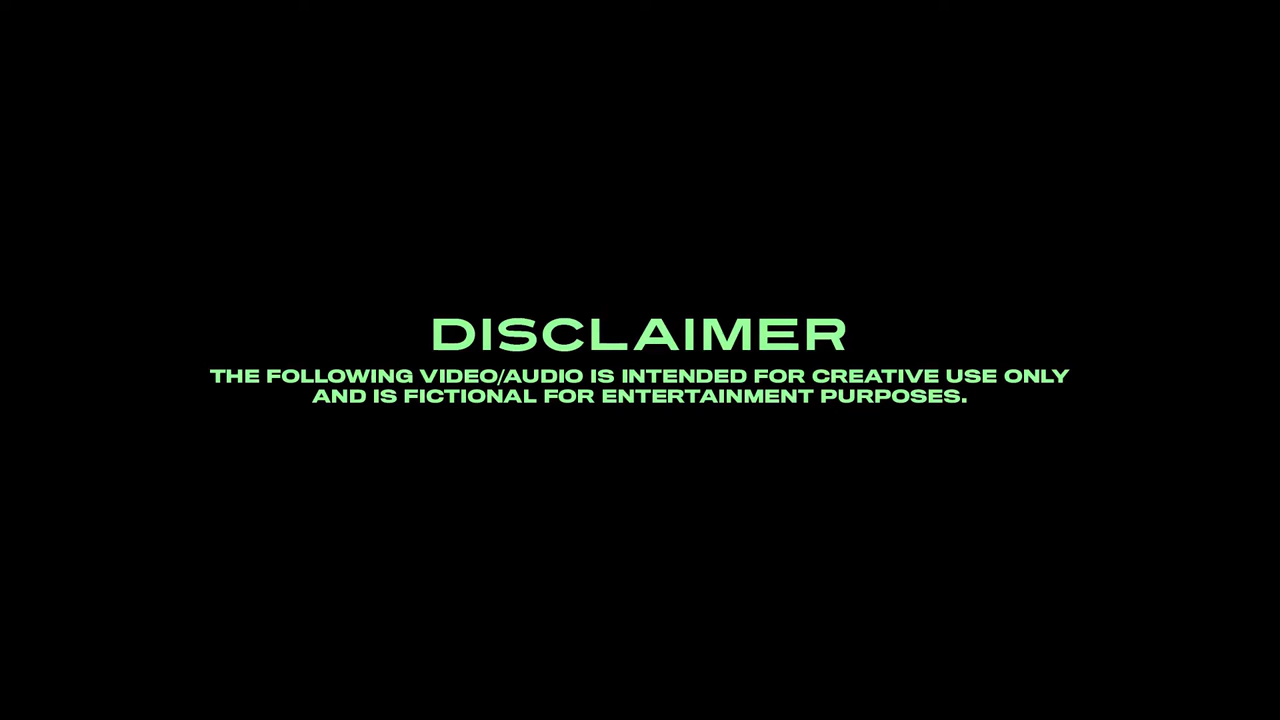 DISCLAIMER
THE FOLLOWING VIDEO/AUDIO IS INTENDED FOR CREATIVE USE ONLY
AND IS FICTIONAL FOR ENTERTAINMENT PURPOSES.